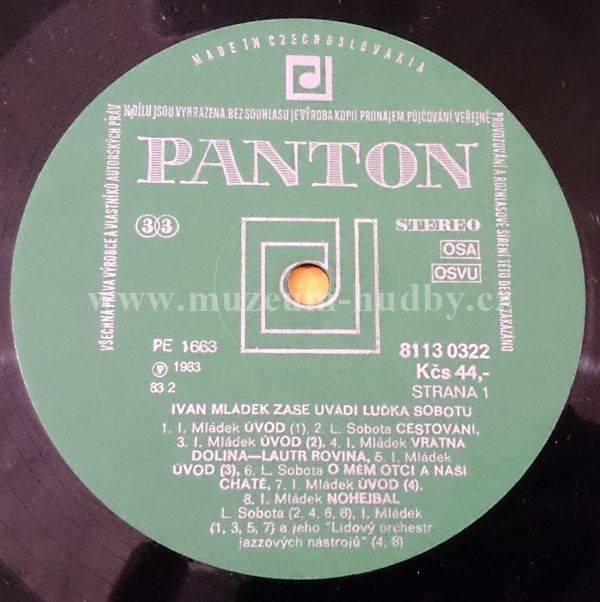 MADE IN CZECHOSLOVAKIA
VŠECHNA PRÁVA VÝROBCE A VLASTNÍKŮ AUTORSKÝCH PRÁV
K DÍLU JSOU VYHRAZENA. BEZ SOUHLASU JE VÝROBA KOPIÍ, PRONÁJEM, PŮJČOVÁNÍ, VEŘEJNÉ
PROVOZOVÁNÍ A ROZHLASOVÉ ŠÍŘENÍ TÉTO DESKY ZAKÁZÁNO
PANTON
33
STEREO
OSA
OSVU
www.muzeum-hudby.cz
PE 1663
8113 0322
Ⓟ 1983
Kčs 44,-
83 2
STRANA 1
IVAN MLÁDEK ZASE UVÁDÍ LUĎKA SOBOTU
1. I. Mládek ÚVOD (1), 2. L. Sobota CESTOVÁNÍ,
3. I. Mládek ÚVOD (2), 4. I. Mládek VRÁTNÁ
DOLINA—LAUTR ROVINA, 5. I. Mládek
ÚVOD (3), 6. L. Sobota O MÉM OTCI A NAŠÍ
CHATĚ, 7. I. Mládek ÚVOD (4),
8. I. Mládek NOHEJBAL
L. Sobota (2, 4, 6, 8), I. Mládek
(1, 3, 5, 7) a jeho "Lidový orchestr
jazzových nástrojů" (4, 8)